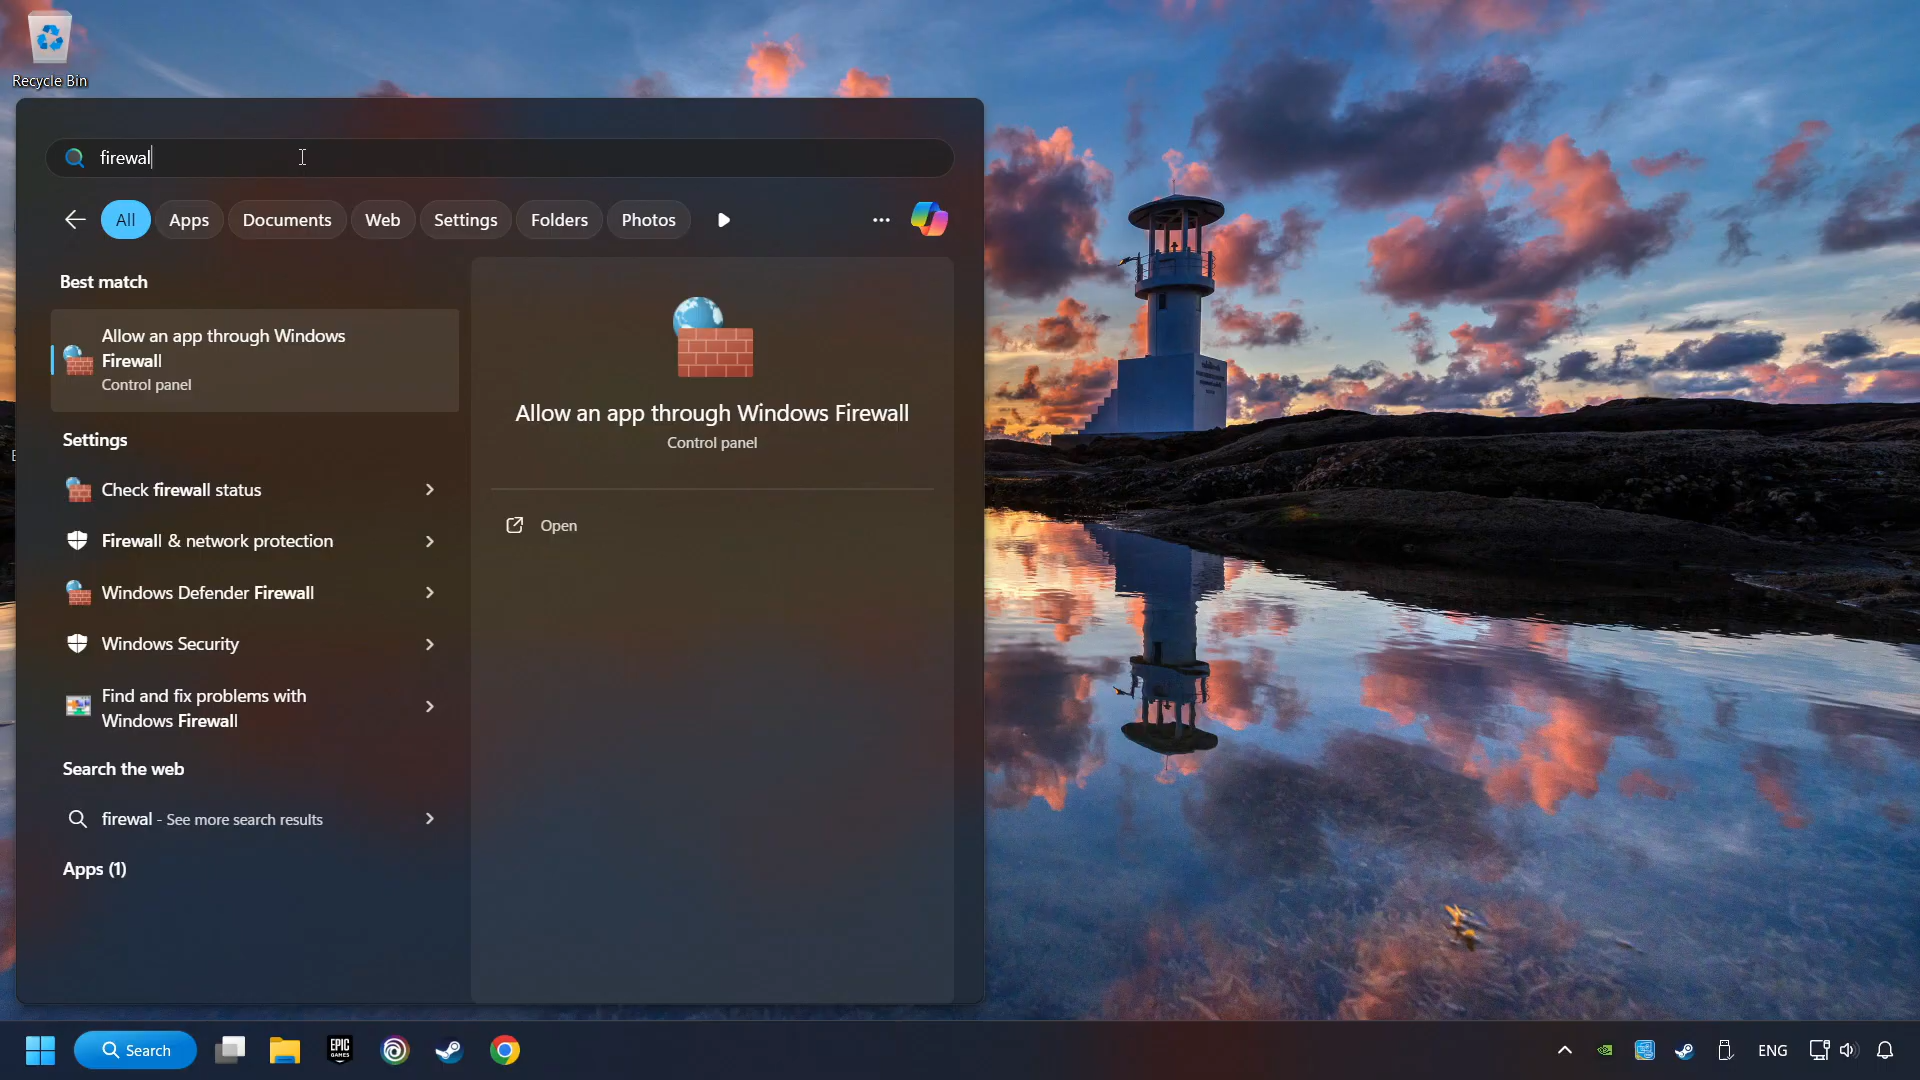 Recycle Bin
firewal
All
Apps
Documents
Web
Settings
Folders
Photos
Best match
Allow an app through Windows
Firewall
Control panel
Settings
Check firewall status
Firewall & network protection
Windows Defender Firewall
Windows Security
Find and fix problems with
Windows Firewall
Search the web
firewal - See more search results
Apps (1)
Allow an app through Windows Firewall
Control panel
Open
Search
EPIC
GAMES
ENG